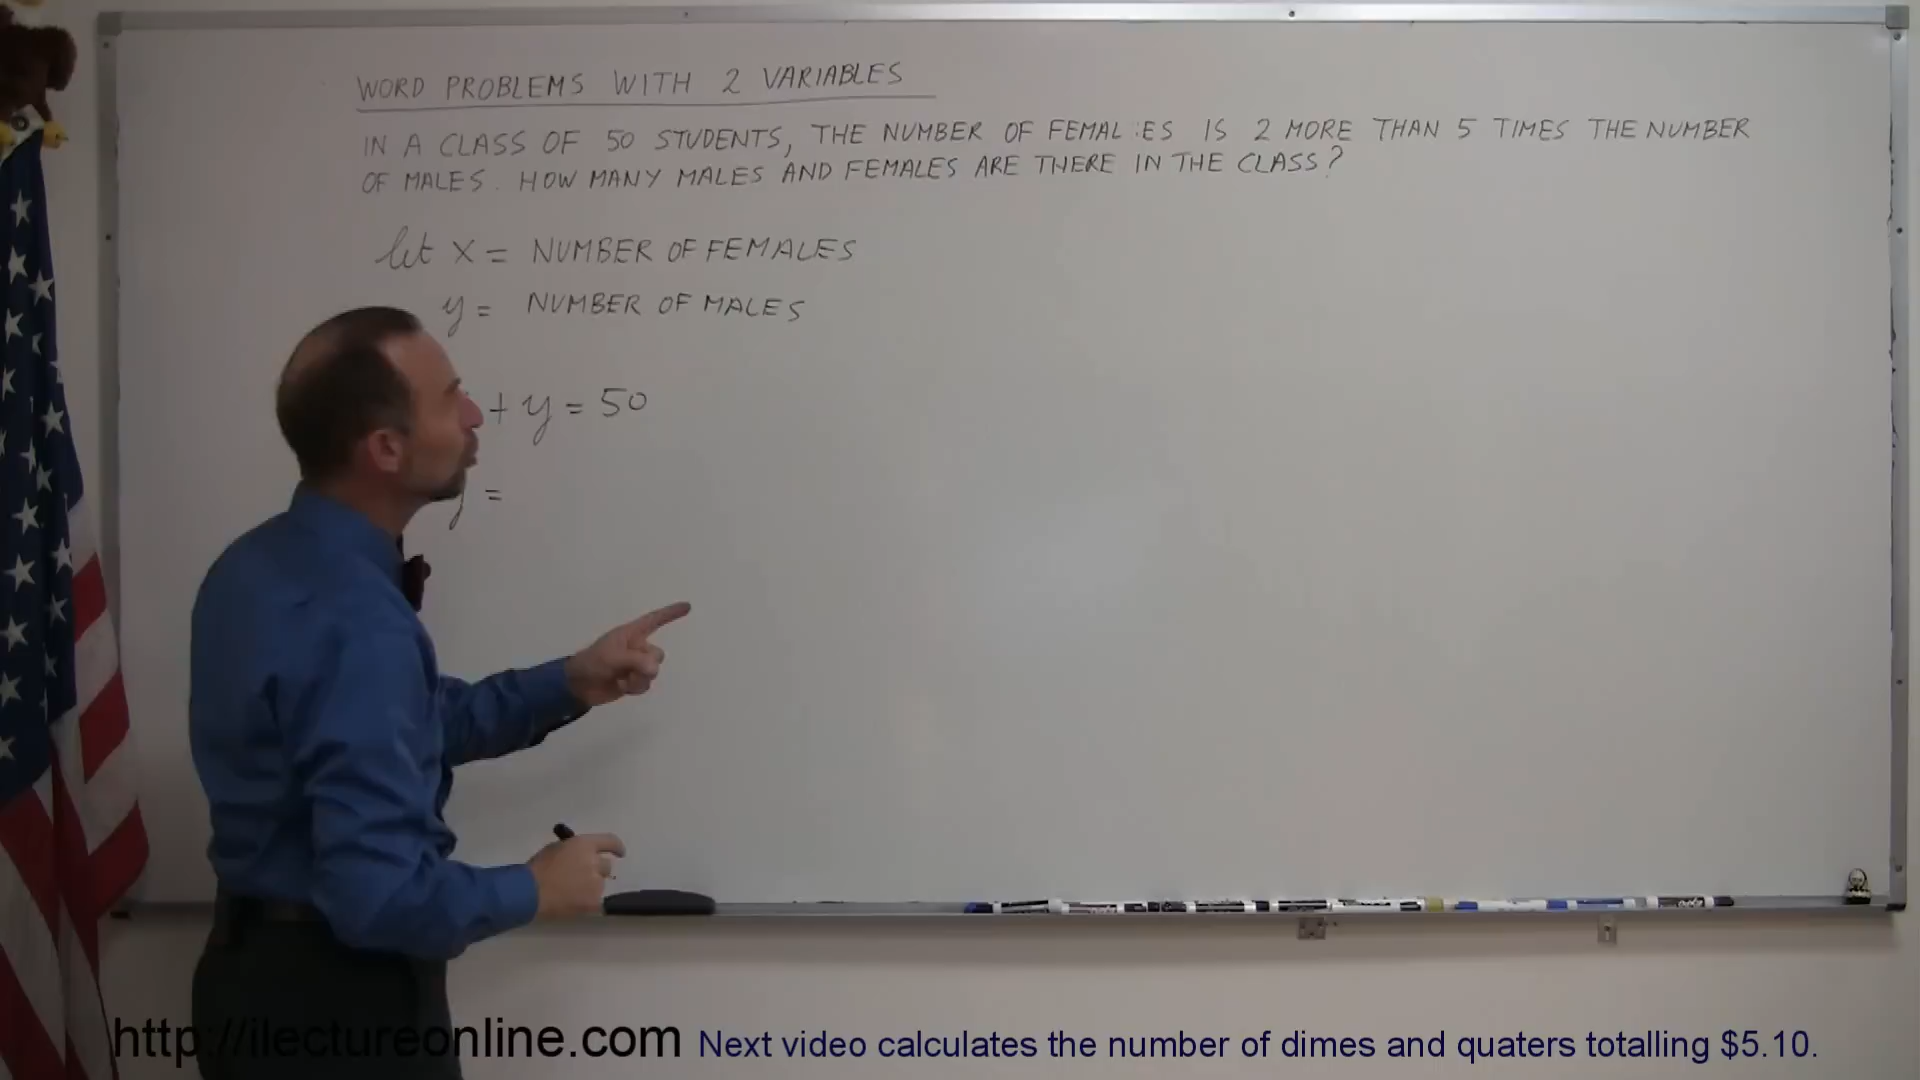 WORD PROBLEMS WITH 2 VARIABLES
IN A CLASS OF 50 STUDENTS, THE NUMBER OF FEMALES IS 2 MORE THAN 5 TIMES THE NUMBER
OF MALES. HOW MANY MALES AND FEMALES ARE THERE IN THE CLASS?
let x = NUMBER OF FEMALES
y = NUMBER OF MALES
+ y = 50
y =
http://ilectureonline.com Next video calculates the number of dimes and quaters totalling $5.10.